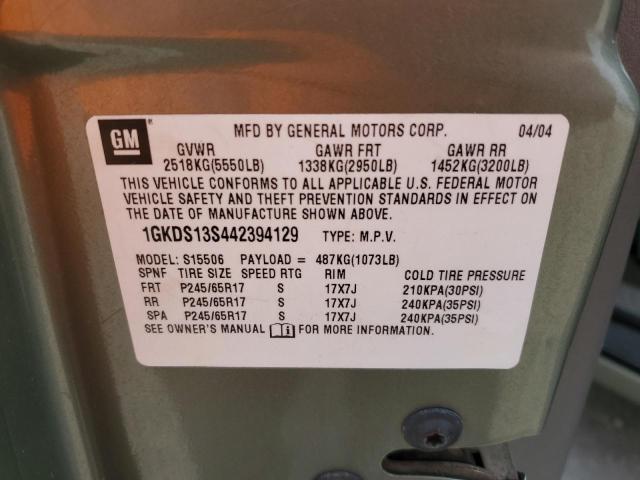 GM
MFD BY GENERAL MOTORS CORP. 04/04
GVWR GAWR FRT GAWR RR
2518KG(5550LB) 1338KG(2950LB) 1452KG(3200LB)
THIS VEHICLE CONFORMS TO ALL APPLICABLE U.S. FEDERAL MOTOR
VEHICLE SAFETY AND THEFT PREVENTION STANDARDS IN EFFECT ON
THE DATE OF MANUFACTURE SHOWN ABOVE.
1GKDS13S442394129 TYPE: M.P.V.
MODEL: S15506 PAYLOAD = 487KG(1073LB)
SPNF TIRE SIZE SPEED RTG RIM COLD TIRE PRESSURE
FRT P245/65R17 S 17X7J 210KPA(30PSI)
RR P245/65R17 S 17X7J 240KPA(35PSI)
SPA P245/65R17 S 17X7J 240KPA(35PSI)
SEE OWNER'S MANUAL FOR MORE INFORMATION.